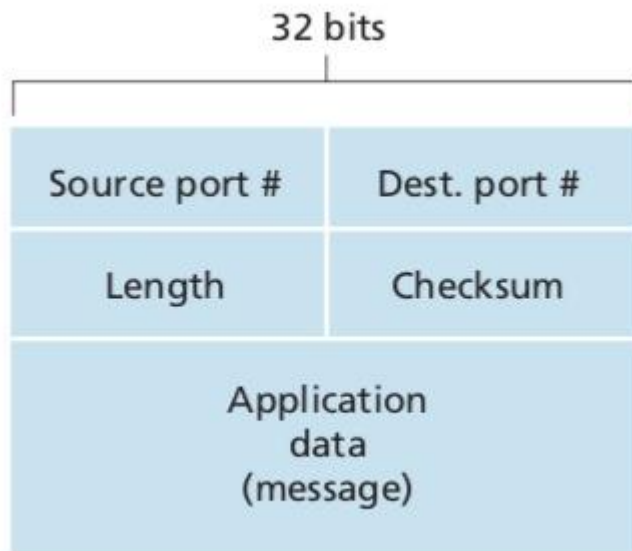 32 bits
Source port #
Dest. port #
Length
Checksum
Application
data
(message)